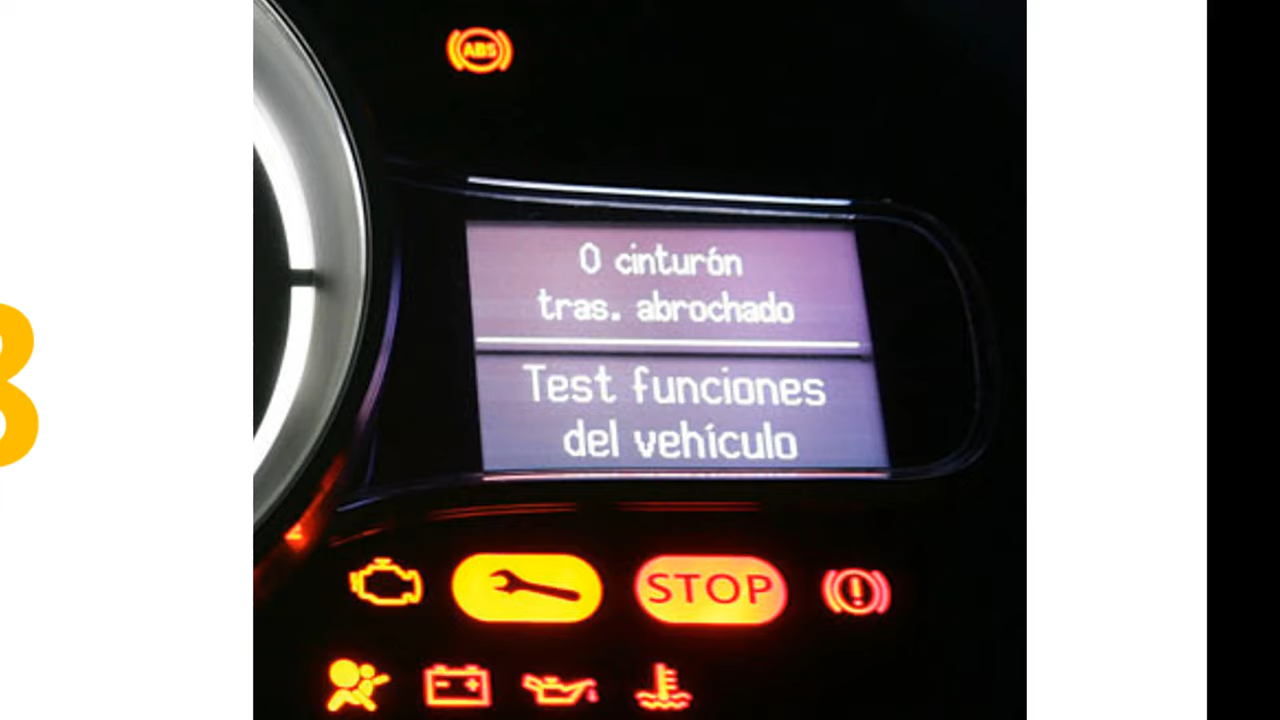 ABS
0 cinturón
tras. abrochado
Test funciones
del vehículo
STOP